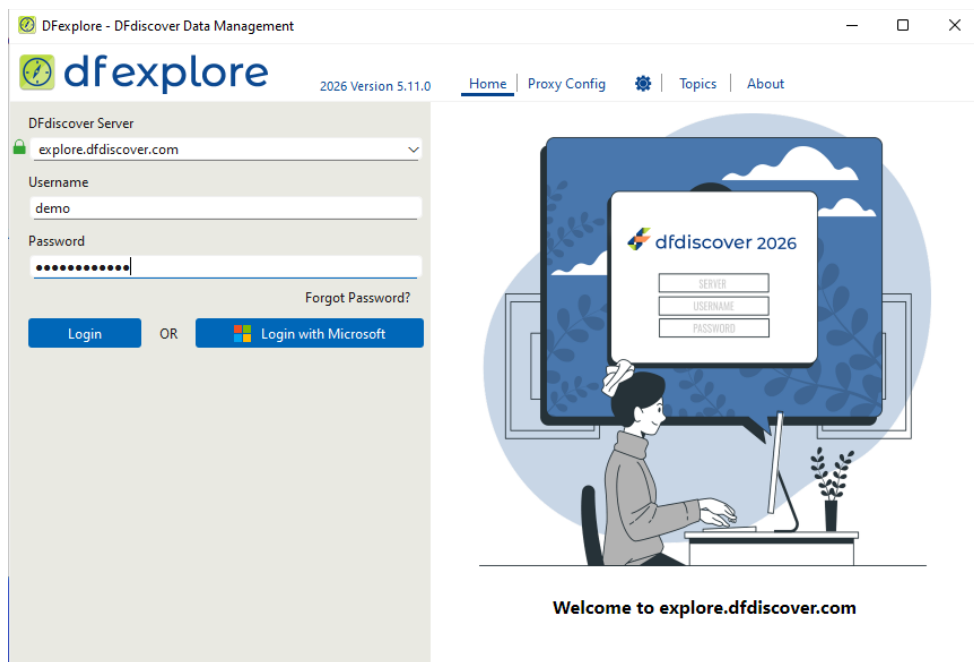 DFexplore - DFdiscover Data Management
dfexplore
2026 Version 5.11.0
Home Proxy Config Topics About
DFdiscover Server
explore.dfdiscover.com
Username
demo
Password
••••••••••••
Forgot Password?
Login OR Login with Microsoft
dfdiscover 2026
SERVER
USERNAME
PASSWORD
Welcome to explore.dfdiscover.com